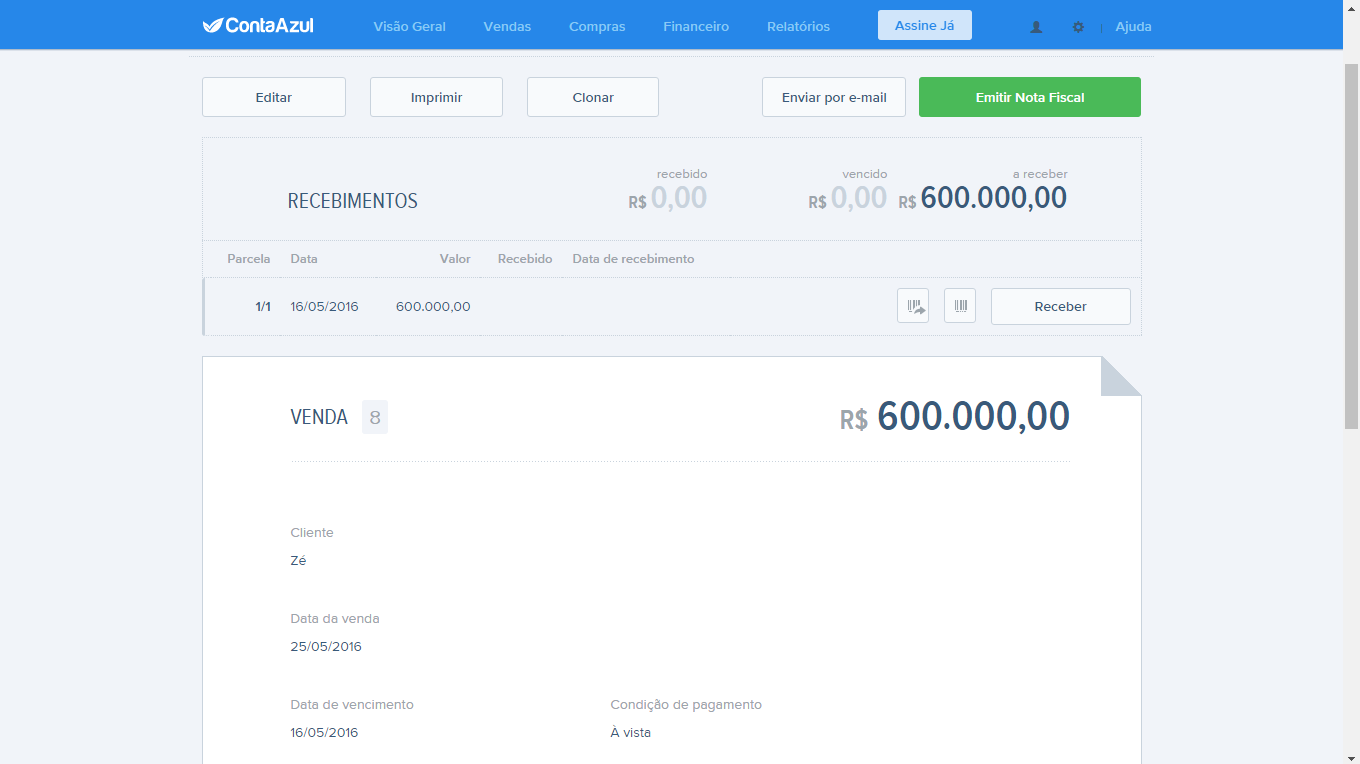 ContaAzul Visão Geral Vendas Compras Financeiro Relatórios Assine Já Ajuda
Editar Imprimir Clonar Enviar por e-mail Emitir Nota Fiscal
recebido vencido a receber
RECEBIMENTOS R$ 0,00 R$ 0,00 R$ 600.000,00
Parcela Data Valor Recebido Data de recebimento
1/1 16/05/2016 600.000,00 Receber
VENDA 8 R$ 600.000,00
Cliente
Zé
Data da venda
25/05/2016
Data de vencimento Condição de pagamento
16/05/2016 À vista